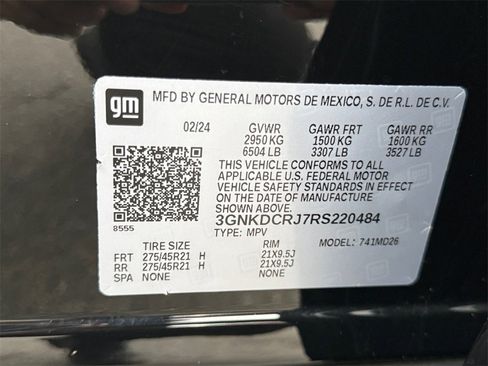 gm
MFD BY GENERAL MOTORS DE MEXICO, S. DE R.L. DE C.V.
02/24 GVWR GAWR FRT GAWR RR
2950 KG 1500 KG 1600 KG
6504 LB 3307 LB 3527 LB
THIS VEHICLE CONFORMS TO ALL
APPLICABLE U.S. FEDERAL MOTOR
VEHICLE SAFETY STANDARDS IN EFFECT
ON THE DATE OF MANUFACTURE
SHOWN ABOVE.
3GNKDCRJ7RS220484
8555 TYPE: MPV MODEL: 741MD26
TIRE SIZE RIM
FRT 275/45R21 H 21X9.5J
RR 275/45R21 H 21X9.5J
SPA NONE NONE